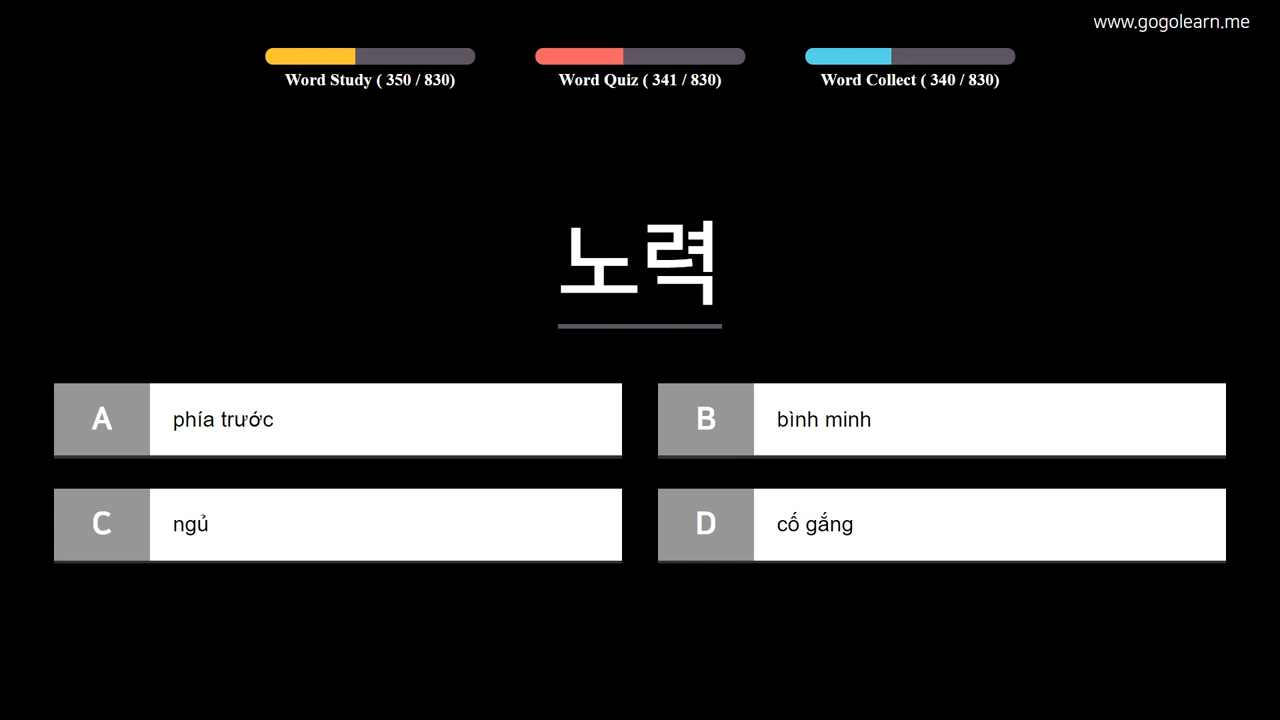 www.gogolearn.me
Word Study ( 350 / 830)
Word Quiz ( 341 / 830)
Word Collect ( 340 / 830)
노력
A phía trước
B bình minh
C ngủ
D cố gắng